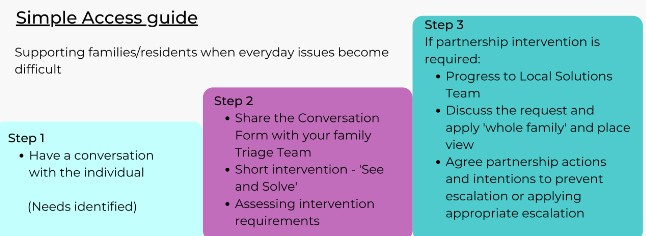 Simple Access guide
Supporting families/residents when everyday issues become
difficult
Step 1
• Have a conversation
with the individual
(Needs identified)
Step 2
• Share the Conversation
Form with your family
Triage Team
• Short intervention - 'See
and Solve'
• Assessing intervention
requirements
Step 3
If partnership intervention is
required:
• Progress to Local Solutions
Team
• Discuss the request and
apply 'whole family' and place
view
• Agree partnership actions
and intentions to prevent
escalation or applying
appropriate escalation